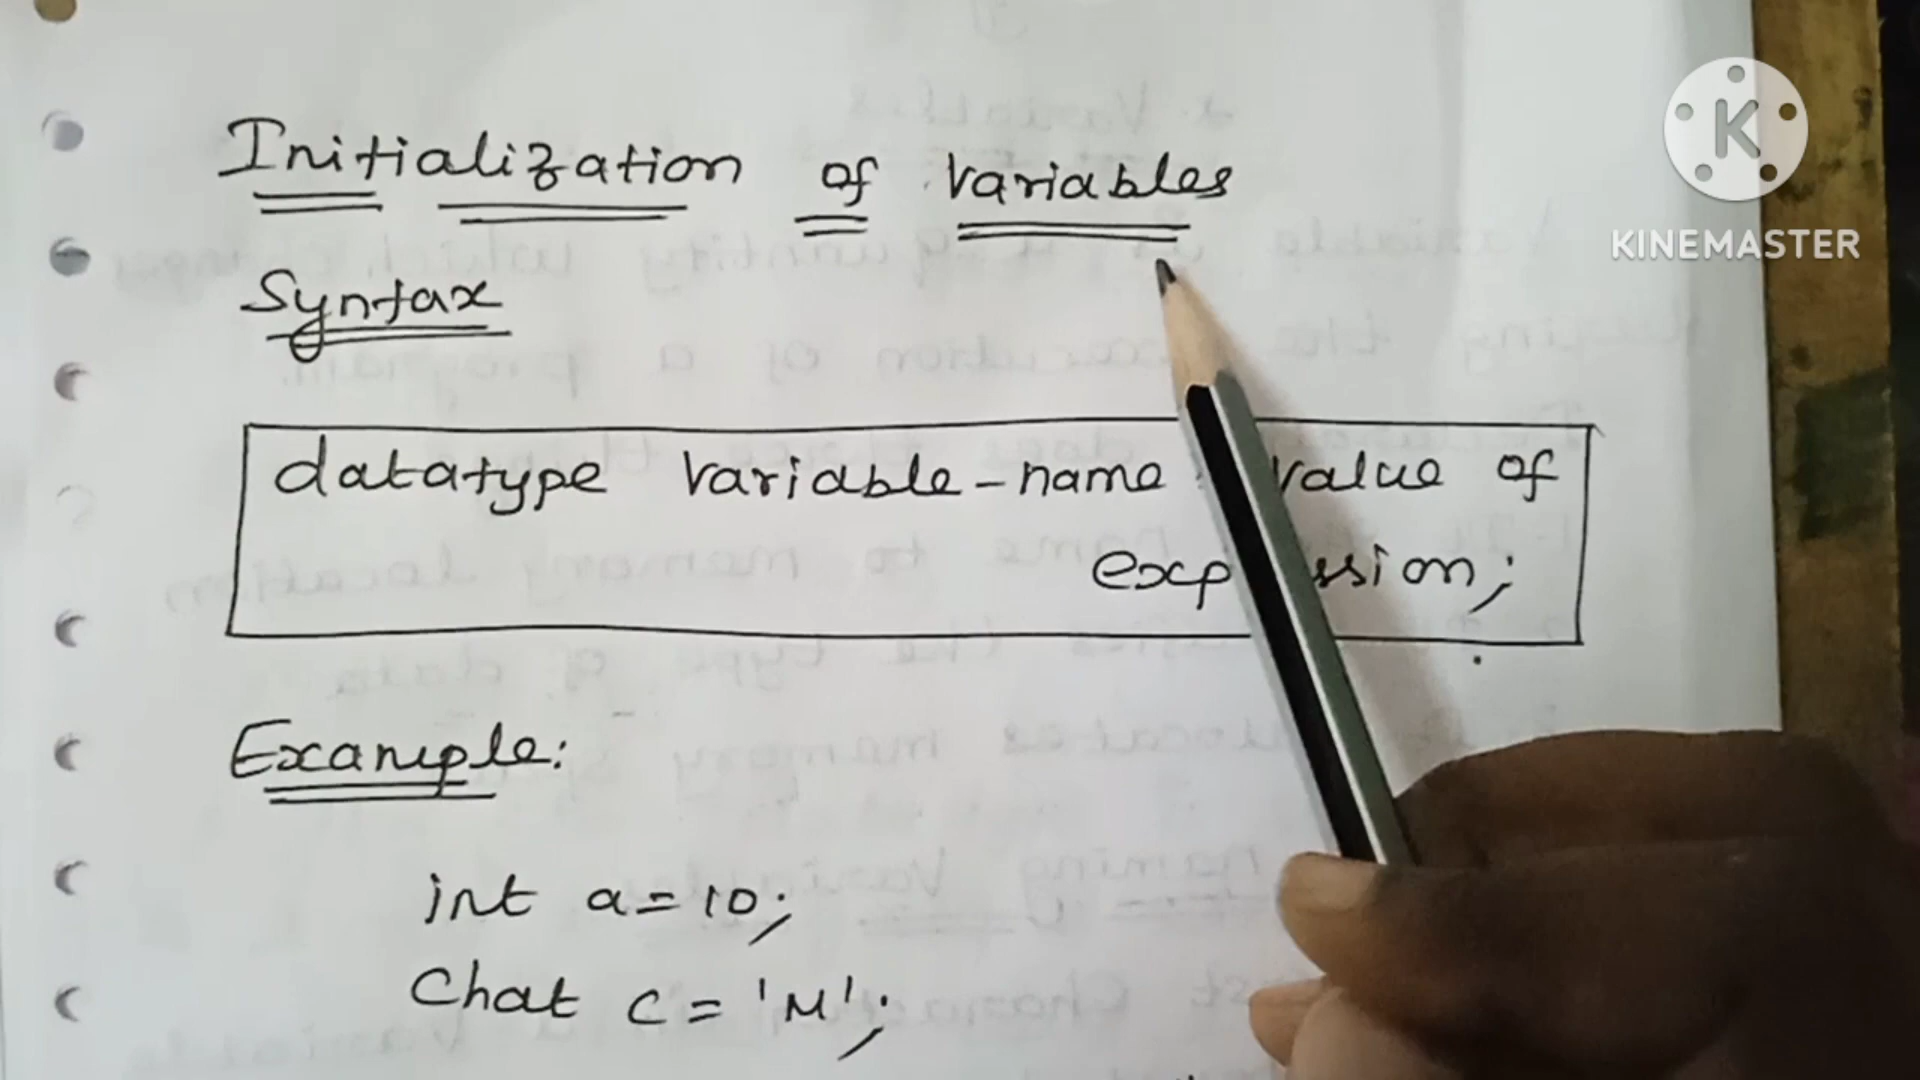 Initialization of Variables
KINEMASTER
Syntax
datatype variable-name value of
expression;
Example:
int a=10;
Chat c='M';